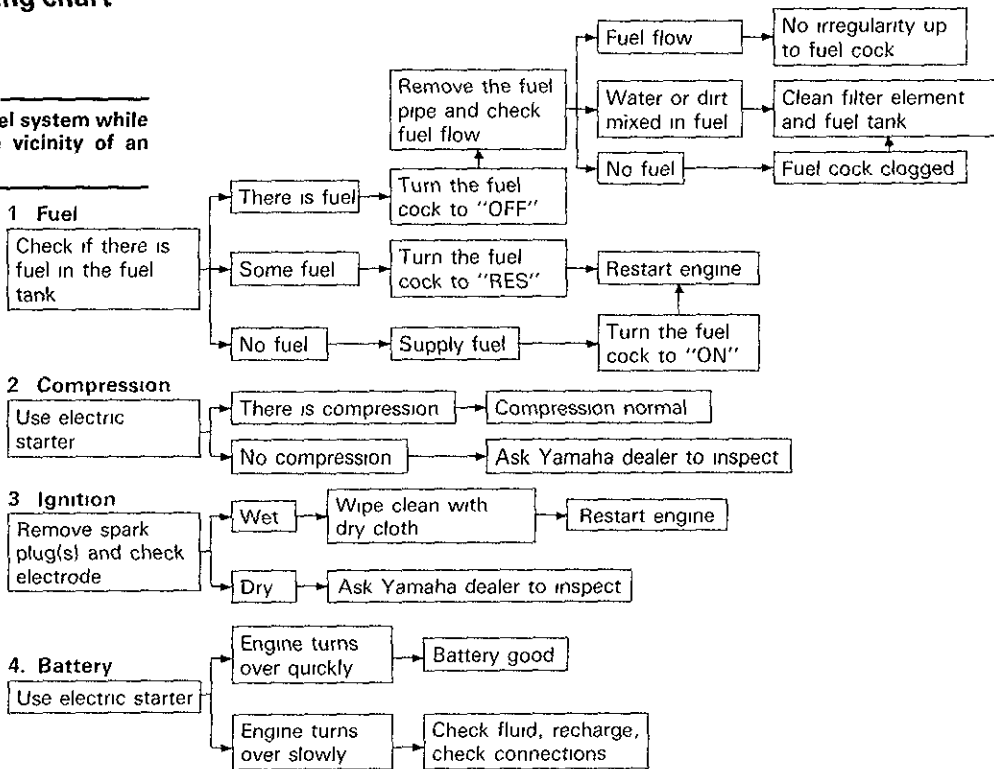 ng chart
el system while
vicinity of an
Fuel flow
No irregularity up
to fuel cock
Remove the fuel
pipe and check
fuel flow
Water or dirt
mixed in fuel
Clean filter element
and fuel tank
No fuel
Fuel cock clogged
1 Fuel
Check if there is
fuel in the fuel
tank
There is fuel
Turn the fuel
cock to "OFF"
Some fuel
Turn the fuel
cock to "RES"
Restart engine
No fuel
Supply fuel
Turn the fuel
cock to "ON"
2 Compression
Use electric
starter
There is compression
Compression normal
No compression
Ask Yamaha dealer to inspect
3 Ignition
Remove spark
plug(s) and check
electrode
Wet
Wipe clean with
dry cloth
Restart engine
Dry
Ask Yamaha dealer to inspect
4. Battery
Use electric starter
Engine turns
over quickly
Battery good
Engine turns
over slowly
Check fluid, recharge,
check connections